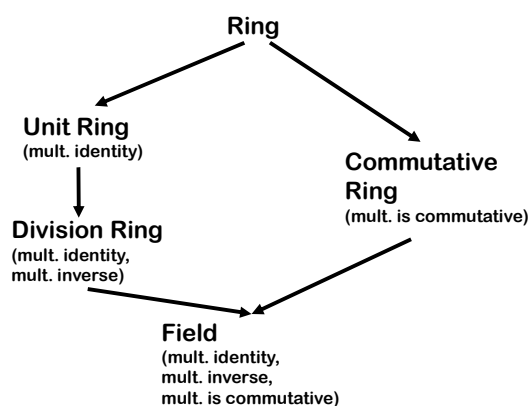 Ring
Unit Ring
(mult. identity)
Commutative
Ring
(mult. is commutative)
Division Ring
(mult. identity,
mult. inverse)
Field
(mult. identity,
mult. inverse,
mult. is commutative)